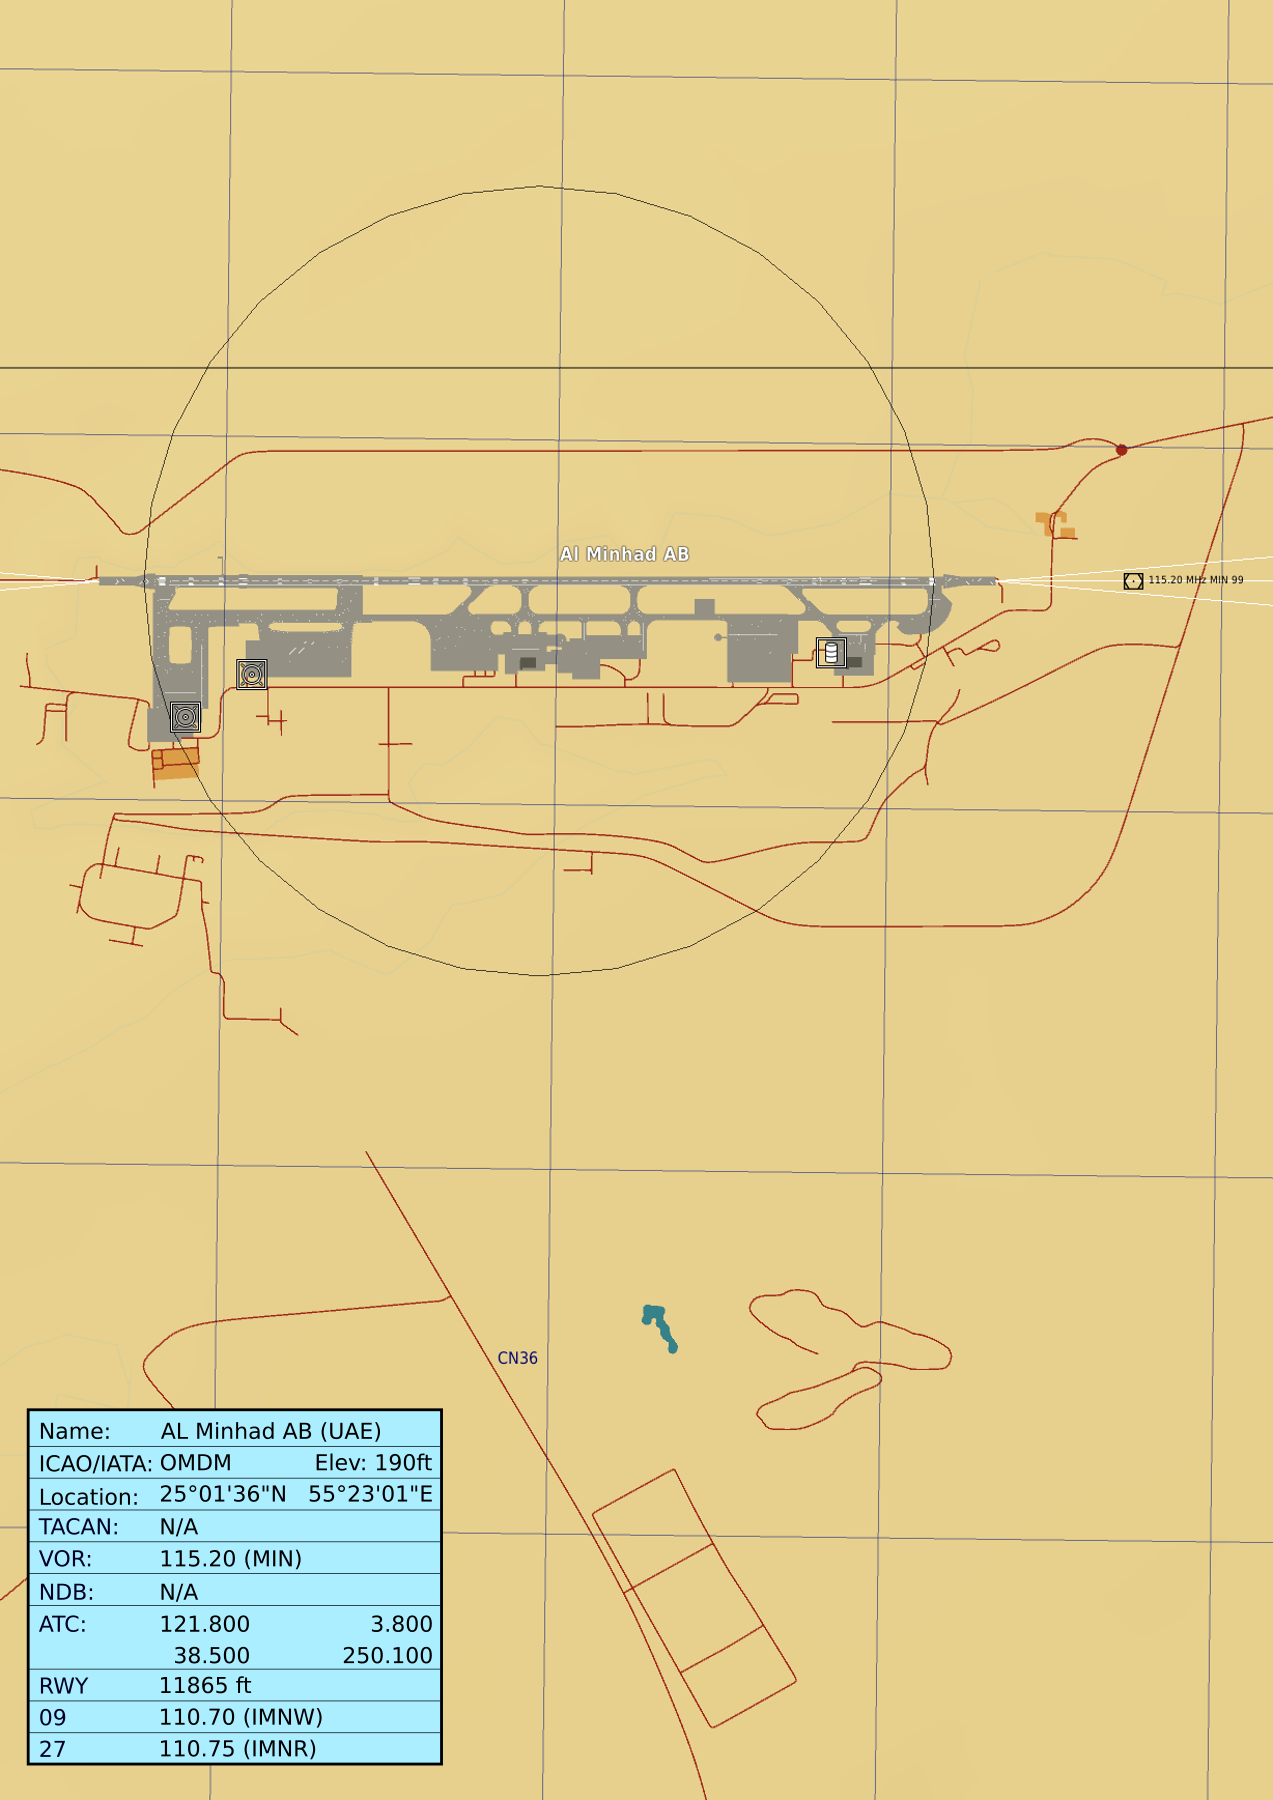 Al Minhad AB
115.20 MHz MIN 99
CN36
Name: AL Minhad AB (UAE)
ICAO/IATA: OMDM Elev: 190ft
Location: 25°01'36"N 55°23'01"E
TACAN: N/A
VOR: 115.20 (MIN)
NDB: N/A
ATC: 121.800 3.800
38.500 250.100
RWY 11865 ft
09 110.70 (IMNW)
27 110.75 (IMNR)